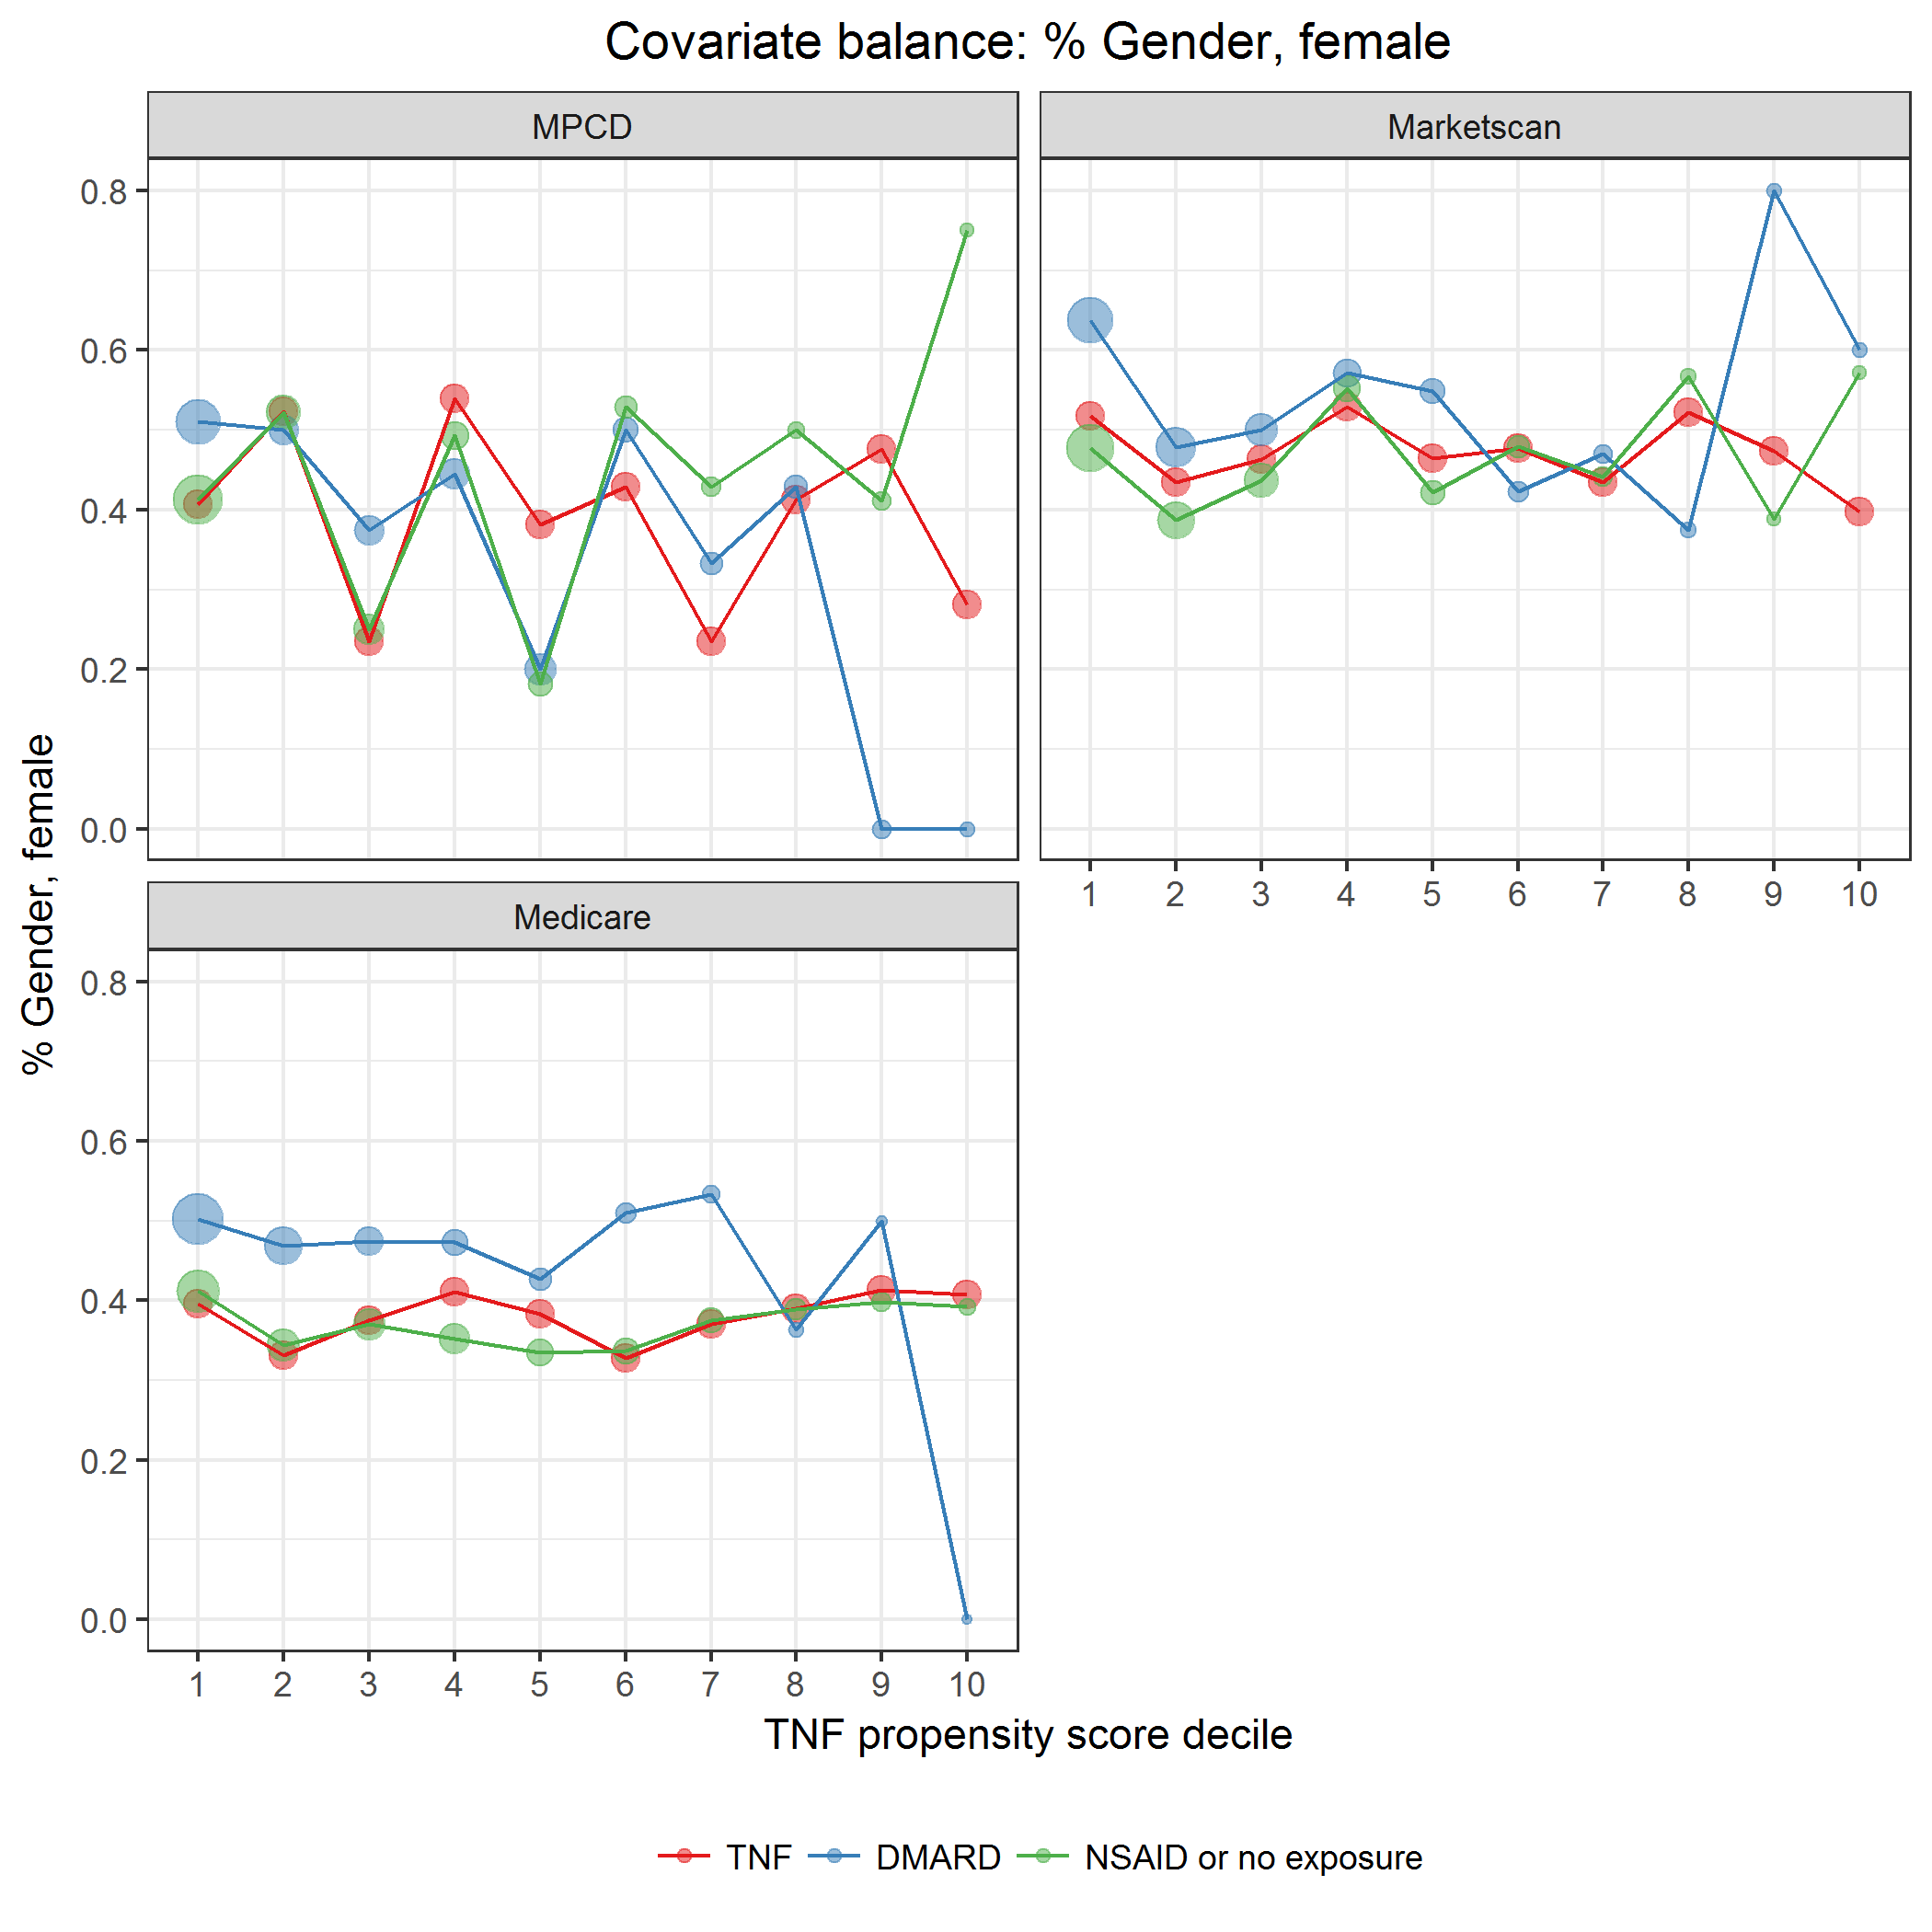 Covariate balance: % Gender, female
MPCD
Marketscan
0.8
0.6
0.4
0.2
0.0
1 2 3 4 5 6 7 8 9 10
Medicare
0.8
0.6
0.4
0.2
0.0
1 2 3 4 5 6 7 8 9 10
% Gender, female
TNF propensity score decile
TNF DMARD NSAID or no exposure